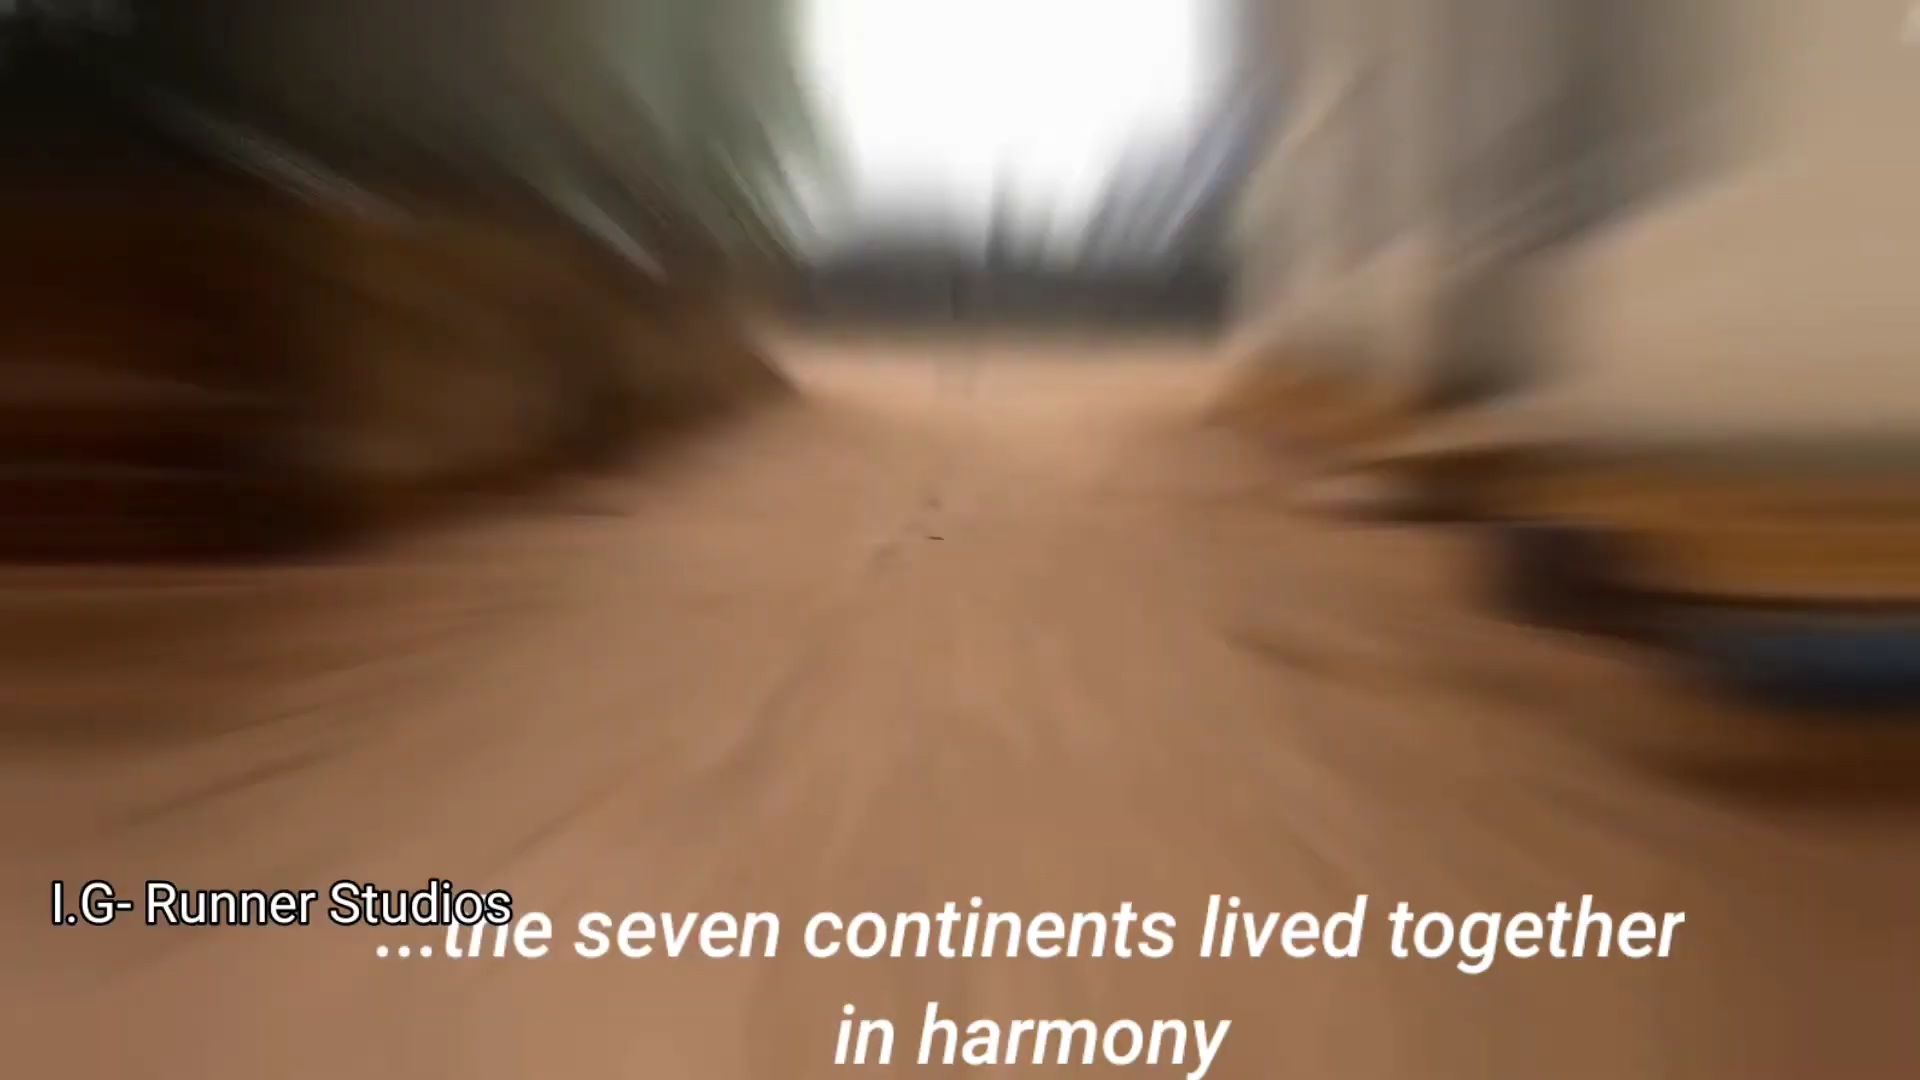 I.G- Runner Studios
...the seven continents lived together
in harmony